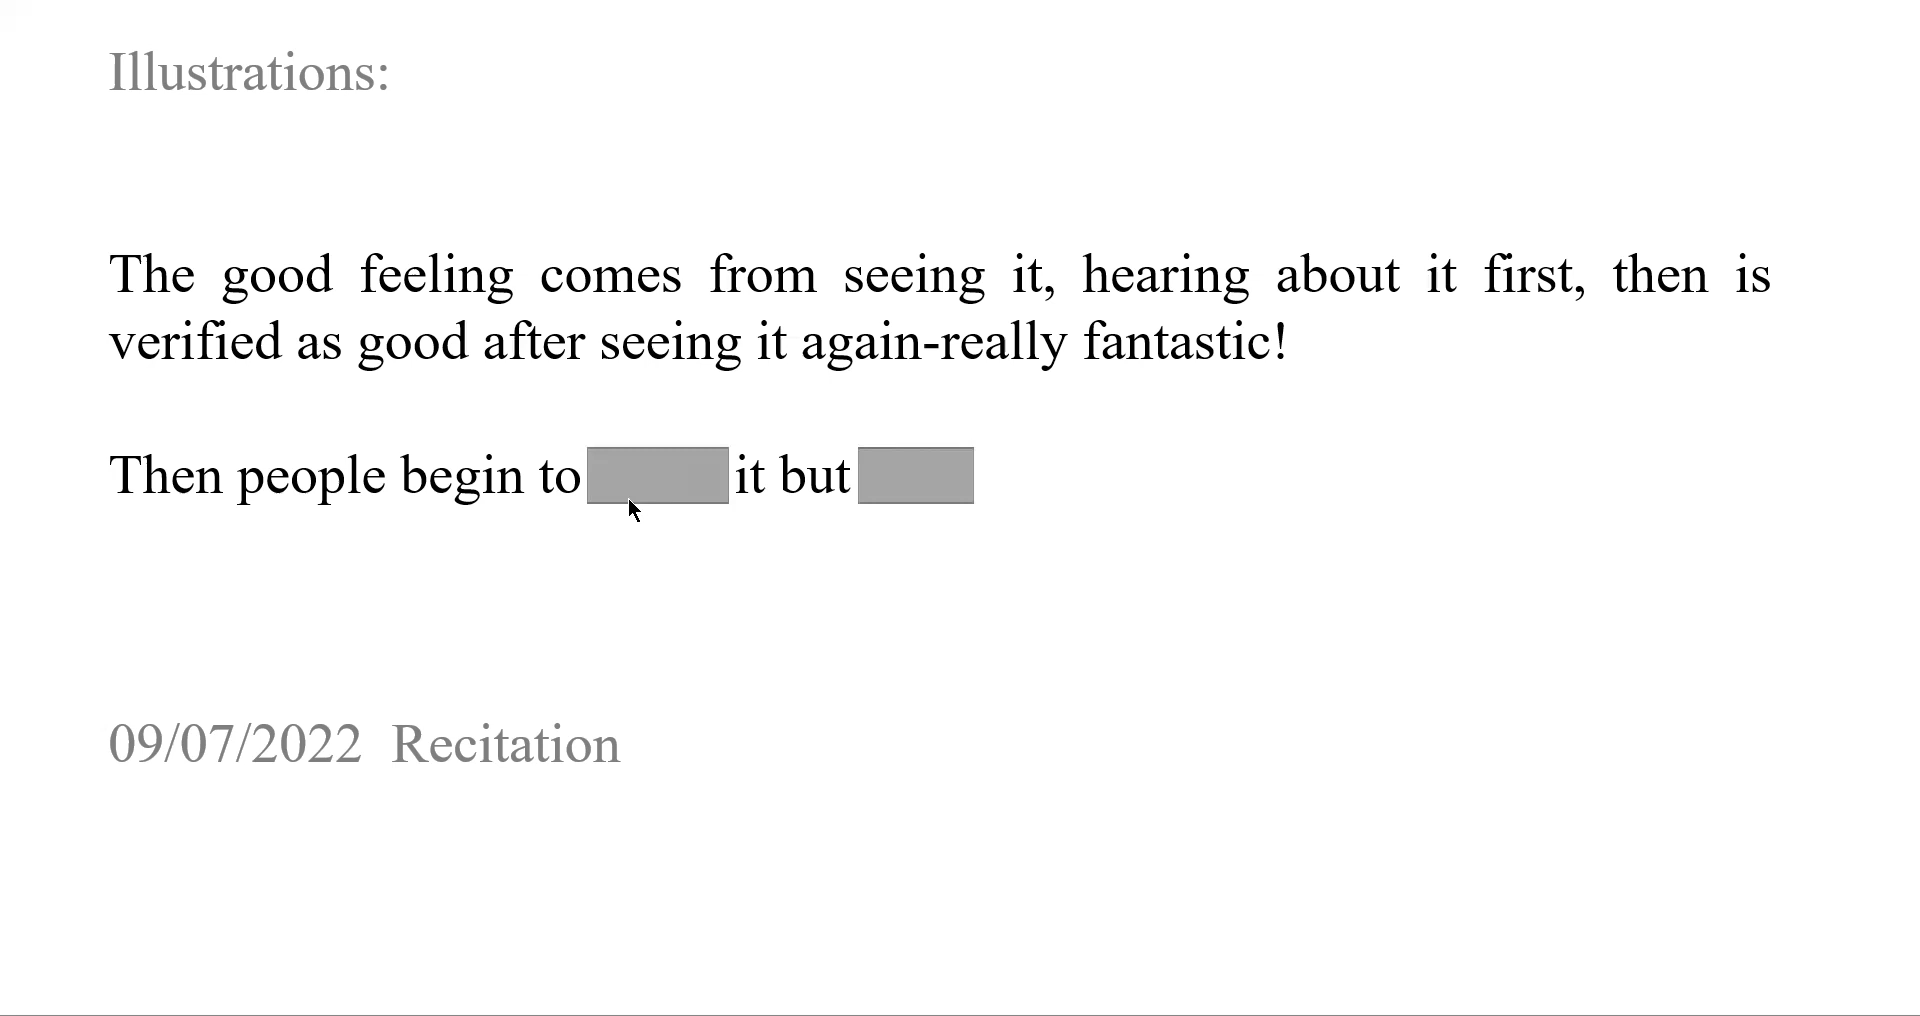 Illustrations:
The good feeling comes from seeing it, hearing about it first, then is
verified as good after seeing it again-really fantastic!
Then people begin to it but
09/07/2022 Recitation